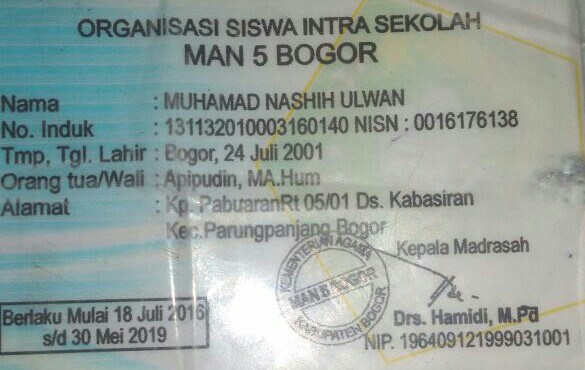 ORGANISASI SISWA INTRA SEKOLAH
MAN 5 BOGOR
Nama : MUHAMAD NASHIH ULWAN
No. Induk : 131132010003160140 NISN : 0016176138
Tmp, Tgl. Lahir : Bogor, 24 Juli 2001
Orang tua/Wali : Apipudin, MA.Hum
Alamat : Kp. PabuaranRt 05/01 Ds. Kabasiran
Kec.Parungpanjang Bogor
Kepala Madrasah
KEMENTERIAN AGAMA
MAN 5 BOGOR
KABUPATEN BOGOR
Berlaku Mulai 18 Juli 2016
s/d 30 Mei 2019
Drs. Hamidi, M.Pd
NIP. 196409121999031001